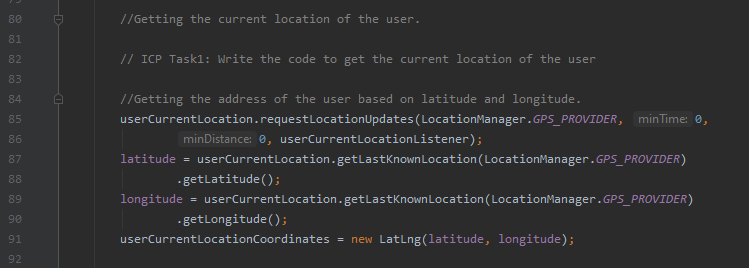 80 //Getting the current location of the user.
81
82 // ICP Task1: Write the code to get the current location of the user
83
84 //Getting the address of the user based on latitude and longitude.
85 userCurrentLocation.requestLocationUpdates(LocationManager.GPS_PROVIDER, minTime: 0,
86 minDistance: 0, userCurrentLocationListener);
87 latitude = userCurrentLocation.getLastKnownLocation(LocationManager.GPS_PROVIDER)
88 .getLatitude();
89 longitude = userCurrentLocation.getLastKnownLocation(LocationManager.GPS_PROVIDER)
90 .getLongitude();
91 userCurrentLocationCoordinates = new LatLng(latitude, longitude);
92